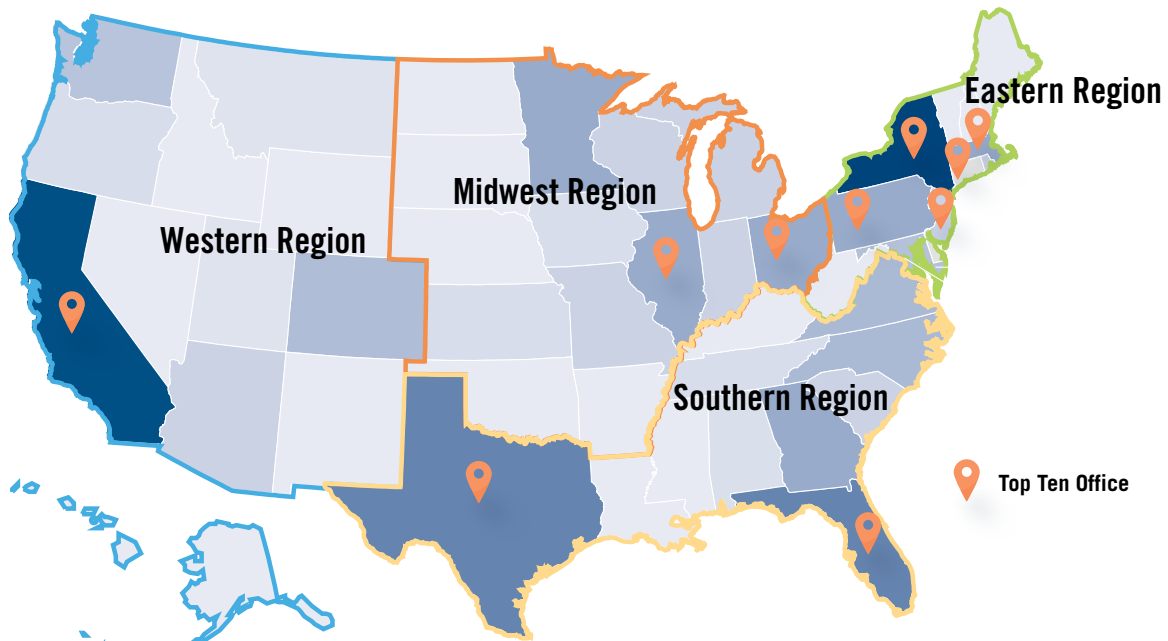 Eastern Region
Midwest Region
Western Region
Southern Region
Top Ten Office